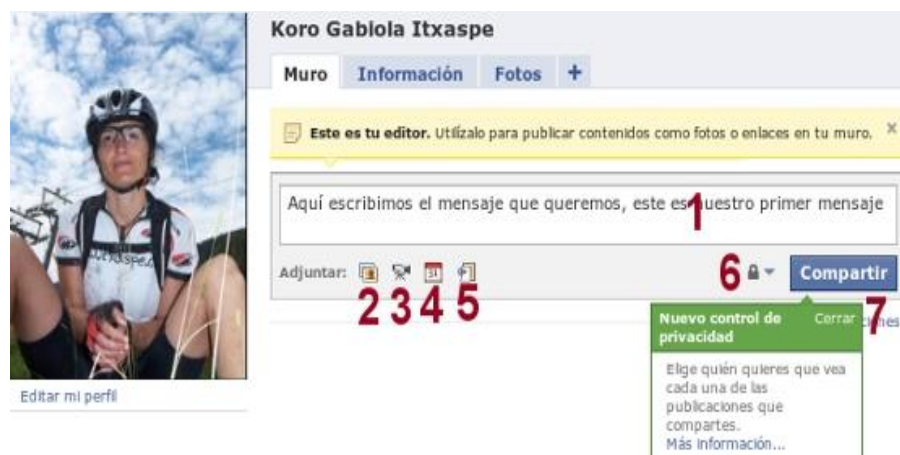 Koro Gabiola Itxaspe
Muro Información Fotos +
Este es tu editor. Utilízalo para publicar contenidos como fotos o enlaces en tu muro. x
Aquí escribimos el mensaje que queremos, este es nuestro primer mensaje
1
Adjuntar: 31
6 Compartir
2 3 4 5
7
Nuevo control de privacidad Cerrar
Elige quién quieres que vea
cada una de las
publicaciones que
compartes.
Más información...
Editar mi perfil